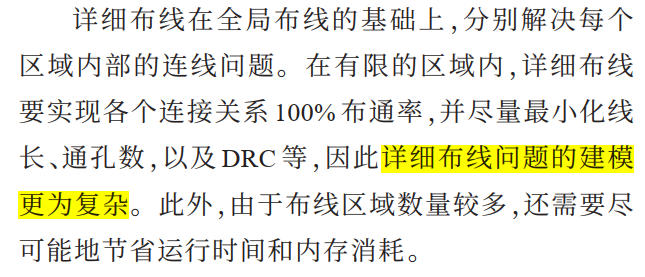 详细布线在全局布线的基础上,分别解决每个
区域内部的连线问题。在有限的区域内,详细布线
要实现各个连接关系100%布通率,并尽量最小化线
长、通孔数,以及DRC等,因此详细布线问题的建模
更为复杂。此外,由于布线区域数量较多,还需要尽
可能地节省运行时间和内存消耗。